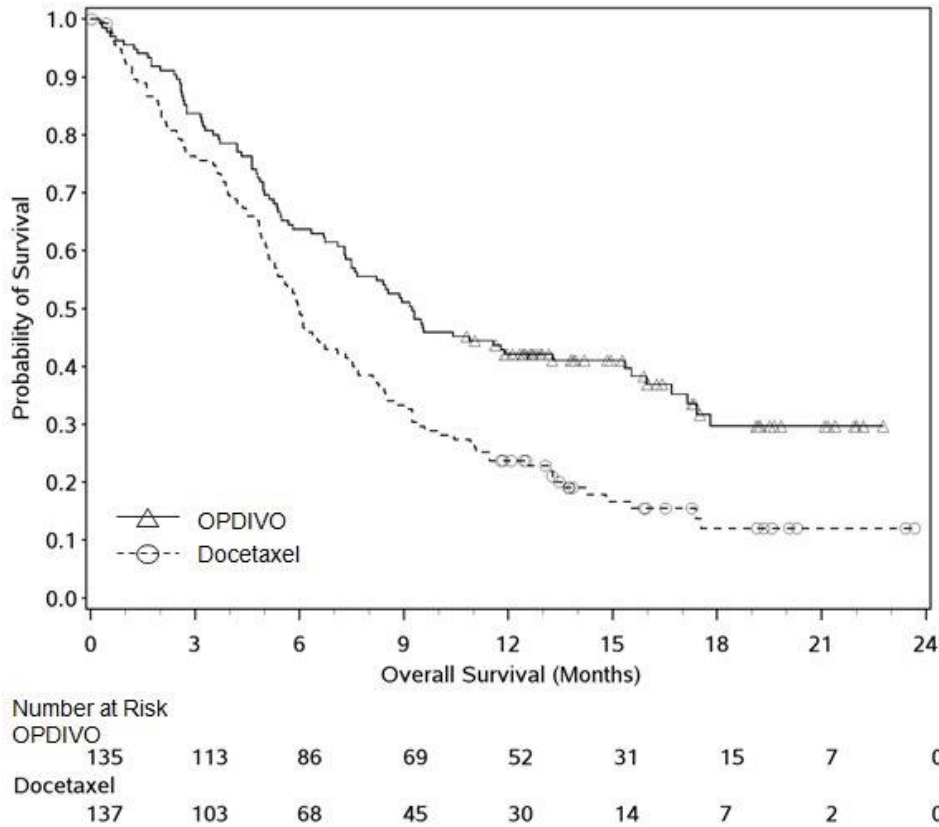 1.0
0.9
0.8
0.7
0.6
0.5
0.4
0.3
0.2
0.1
0.0
Probability of Survival
OPDIVO
Docetaxel
0 3 6 9 12 15 18 21 24
Overall Survival (Months)
Number at Risk
OPDIVO
135 113 86 69 52 31 15 7 0
Docetaxel
137 103 68 45 30 14 7 2 0